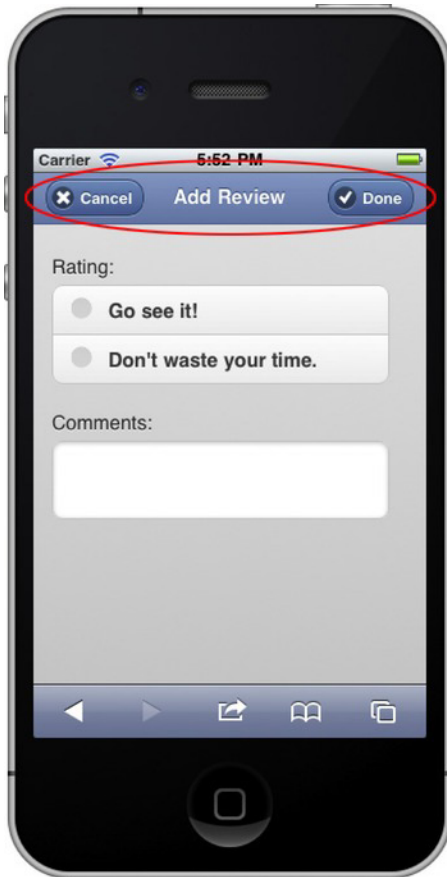 Carrier 5:52 PM
Cancel Add Review Done
Rating:
Go see it!
Don't waste your time.
Comments: